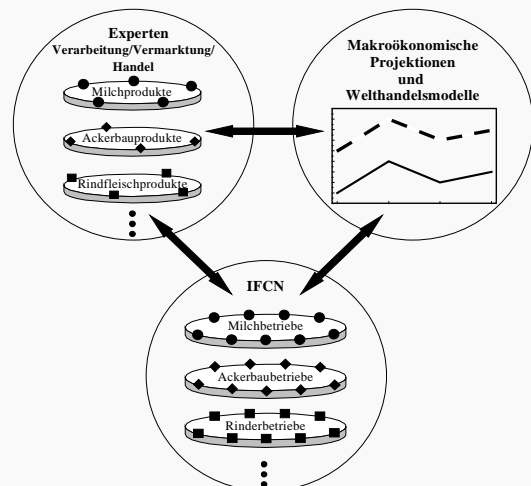 Experten
Verarbeitung/Vermarktung/
Handel
Milchprodukte
Ackerbauprodukte
Rindfleischprodukte
Makroökonomische
Projektionen
und
Welthandelsmodelle
IFCN
Milchbetriebe
Ackerbaubetriebe
Rinderbetriebe